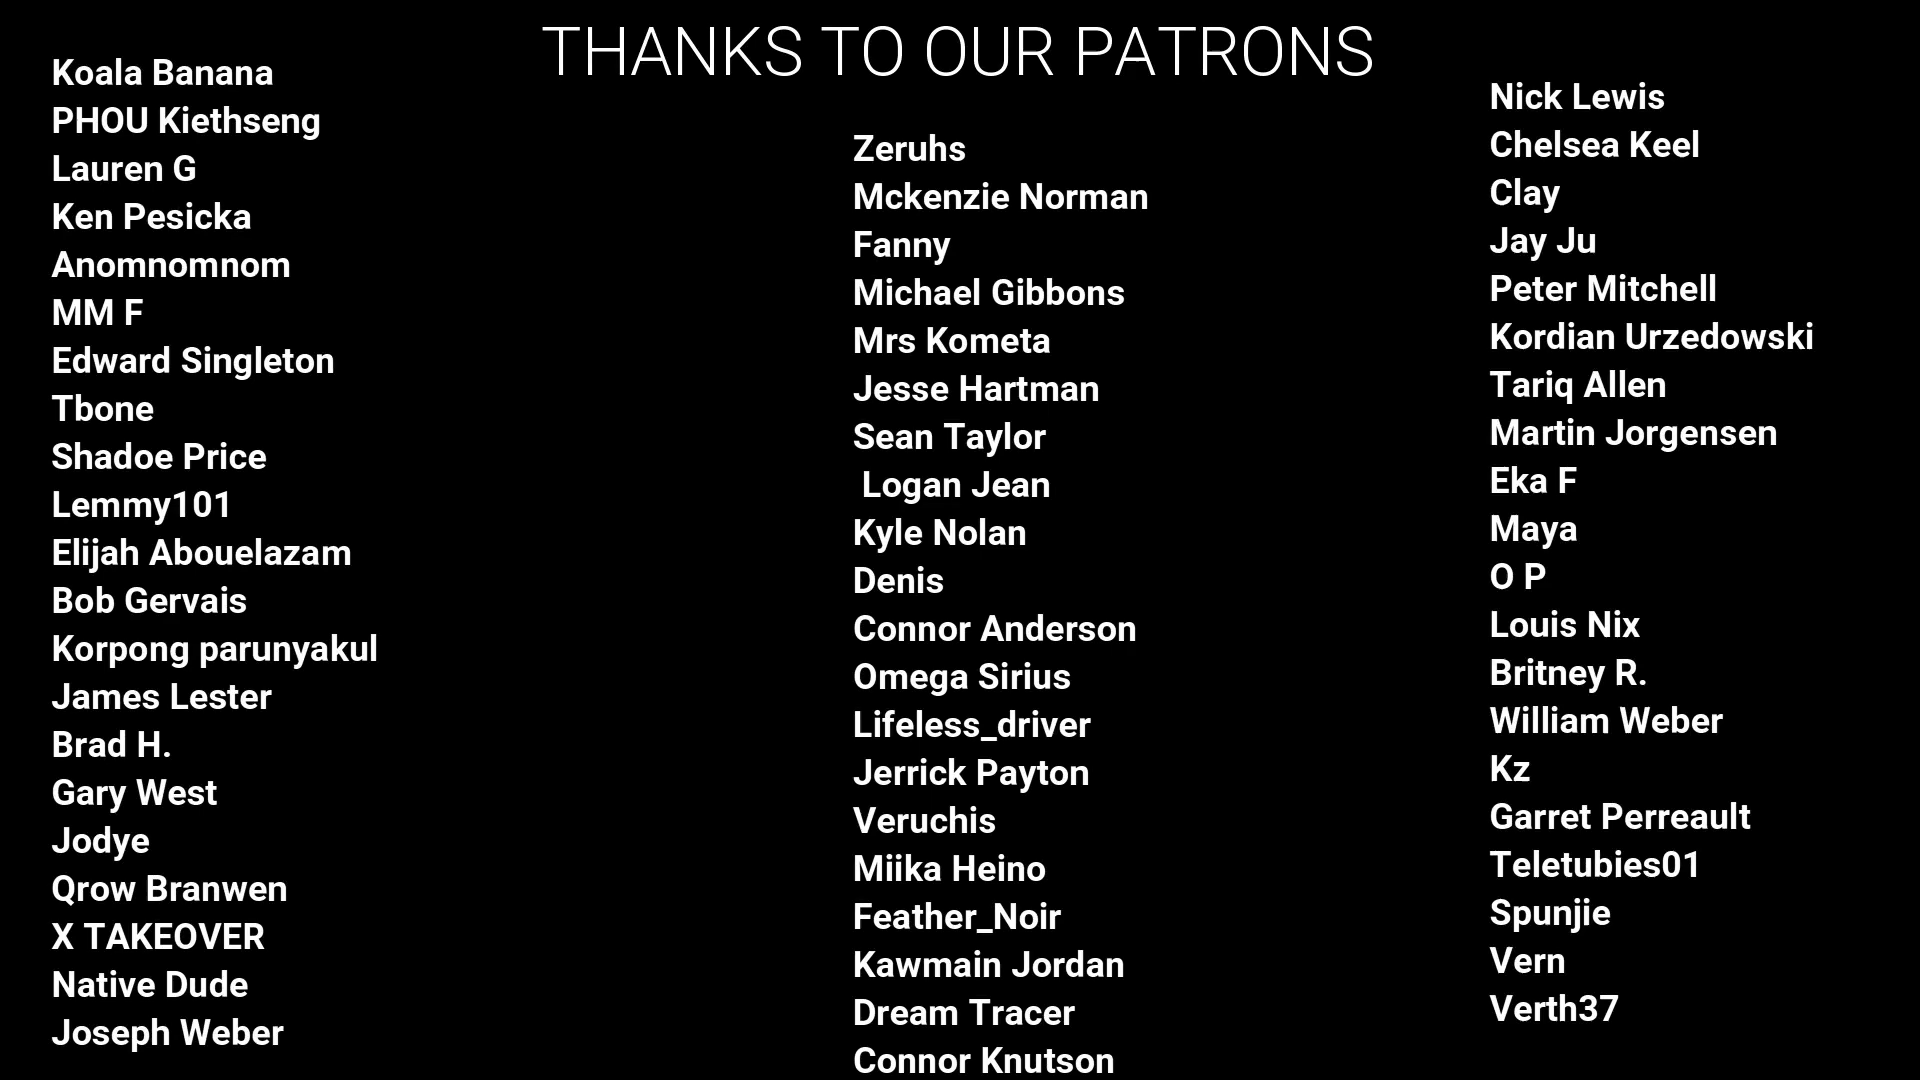 THANKS TO OUR PATRONS
Koala Banana
PHOU Kiethseng
Lauren G
Ken Pesicka
Anomnomnom
MM F
Edward Singleton
Tbone
Shadoe Price
Lemmy101
Elijah Abouelazam
Bob Gervais
Korpong parunyakul
James Lester
Brad H.
Gary West
Jodye
Qrow Branwen
X TAKEOVER
Native Dude
Joseph Weber
Zeruhs
Mckenzie Norman
Fanny
Michael Gibbons
Mrs Kometa
Jesse Hartman
Sean Taylor
Logan Jean
Kyle Nolan
Denis
Connor Anderson
Omega Sirius
Lifeless_driver
Jerrick Payton
Veruchis
Miika Heino
Feather_Noir
Kawmain Jordan
Dream Tracer
Connor Knutson
Nick Lewis
Chelsea Keel
Clay
Jay Ju
Peter Mitchell
Kordian Urzedowski
Tariq Allen
Martin Jorgensen
Eka F
Maya
O P
Louis Nix
Britney R.
William Weber
Kz
Garret Perreault
Teletubies01
Spunjie
Vern
Verth37